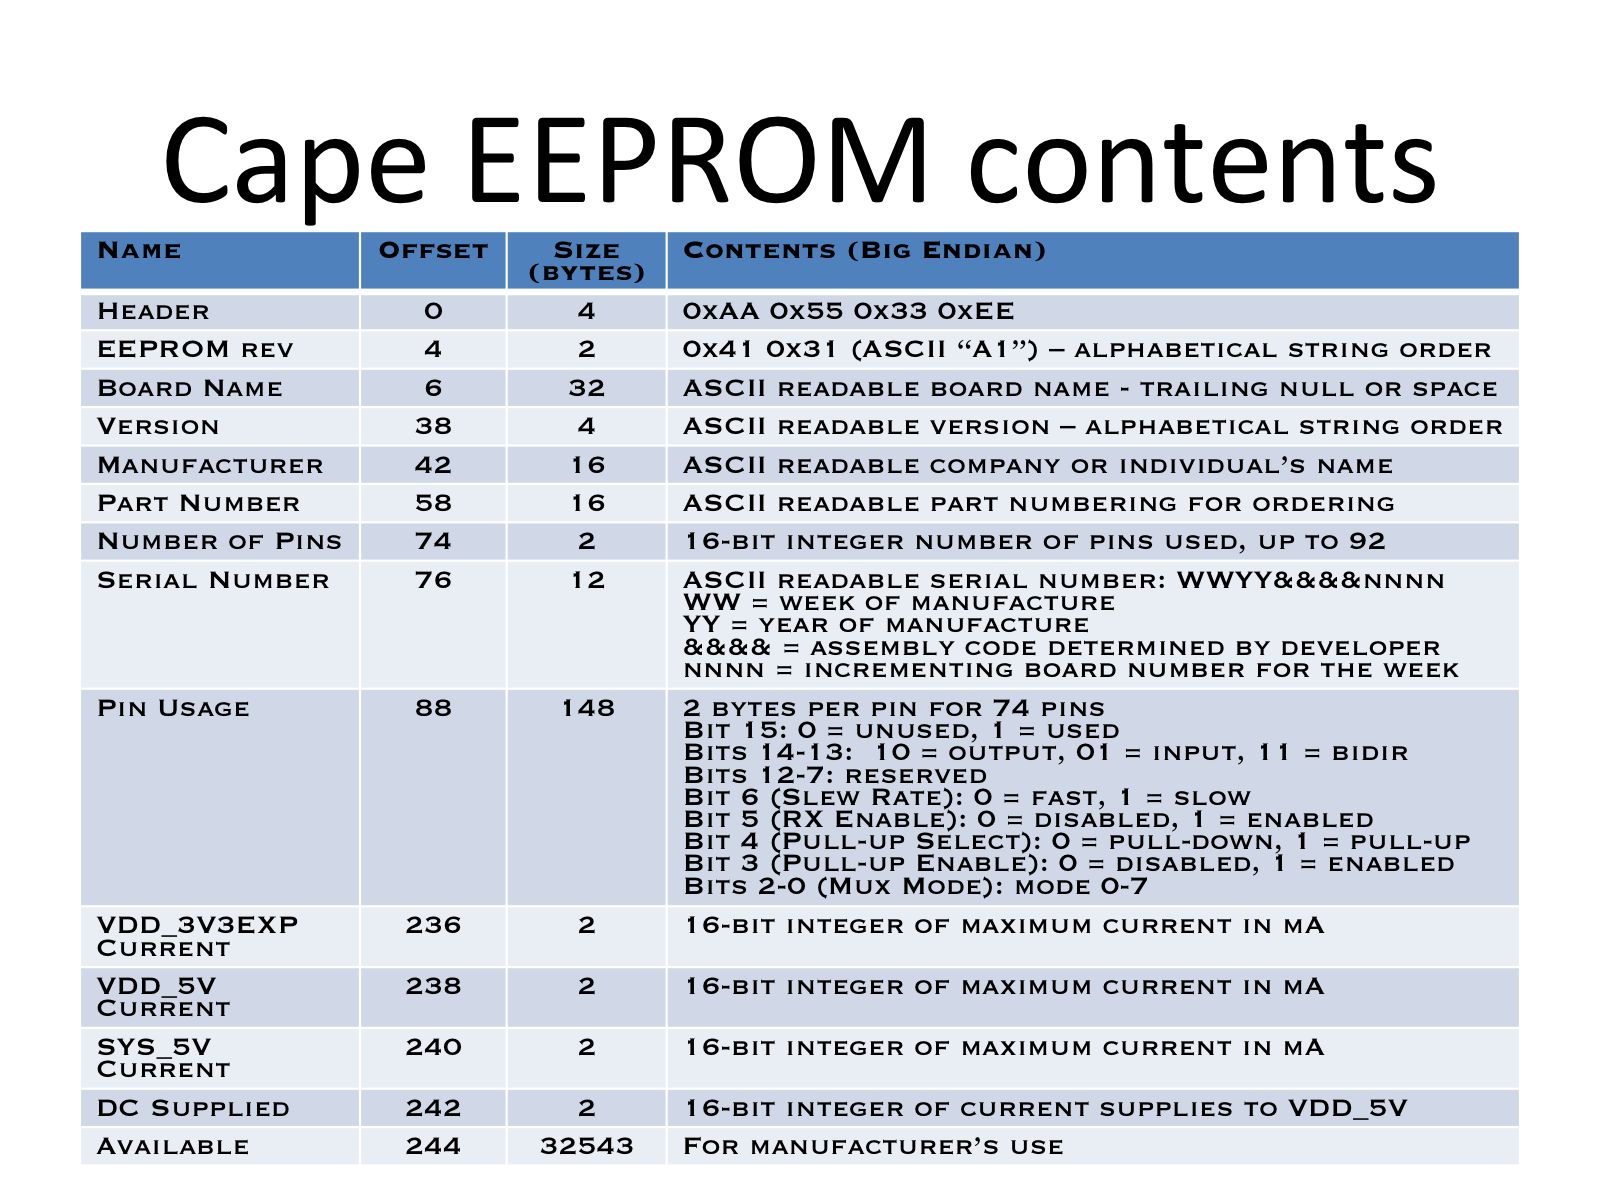 Cape EEPROM contents
Name Offset Size (bytes) Contents (Big Endian)
Header 0 4 0xAA 0x55 0x33 0xEE
EEPROM rev 4 2 0x41 0x31 (ASCII “A1”) – alphabetical string order
Board Name 6 32 ASCII readable board name - trailing null or space
Version 38 4 ASCII readable version – alphabetical string order
Manufacturer 42 16 ASCII readable company or individual’s name
Part Number 58 16 ASCII readable part numbering for ordering
Number of Pins 74 2 16-bit integer number of pins used, up to 92
Serial Number 76 12 ASCII readable serial number: WWYY&&&&nnnn
WW = week of manufacture
YY = year of manufacture
&&&& = assembly code determined by developer
nnnn = incrementing board number for the week
Pin Usage 88 148 2 bytes per pin for 74 pins
Bit 15: 0 = unused, 1 = used
Bits 14-13: 10 = output, 01 = input, 11 = bidir
Bits 12-7: reserved
Bit 6 (Slew Rate): 0 = fast, 1 = slow
Bit 5 (RX Enable): 0 = disabled, 1 = enabled
Bit 4 (Pull-up Select): 0 = pull-down, 1 = pull-up
Bit 3 (Pull-up Enable): 0 = disabled, 1 = enabled
Bits 2-0 (Mux Mode): mode 0-7
VDD_3V3EXP Current 236 2 16-bit integer of maximum current in mA
VDD_5V Current 238 2 16-bit integer of maximum current in mA
SYS_5V Current 240 2 16-bit integer of maximum current in mA
DC Supplied 242 2 16-bit integer of current supplies to VDD_5V
Available 244 32543 For manufacturer’s use